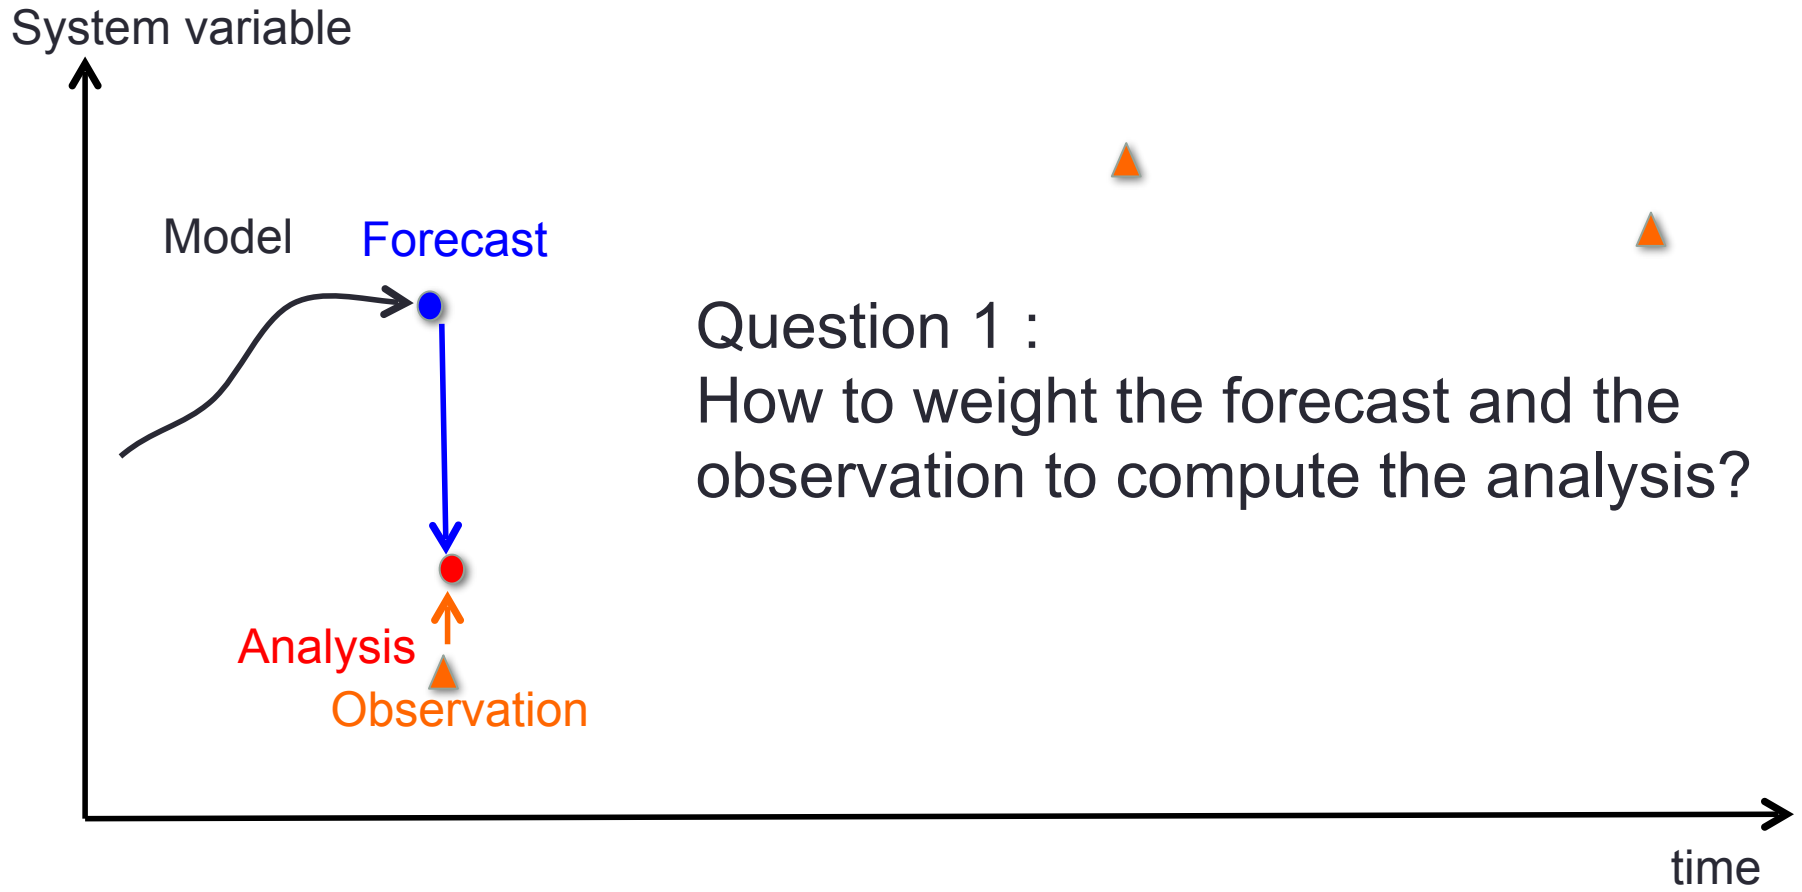 System variable
Model
Forecast
Question 1 :
How to weight the forecast and the
observation to compute the analysis?
Analysis
Observation
time